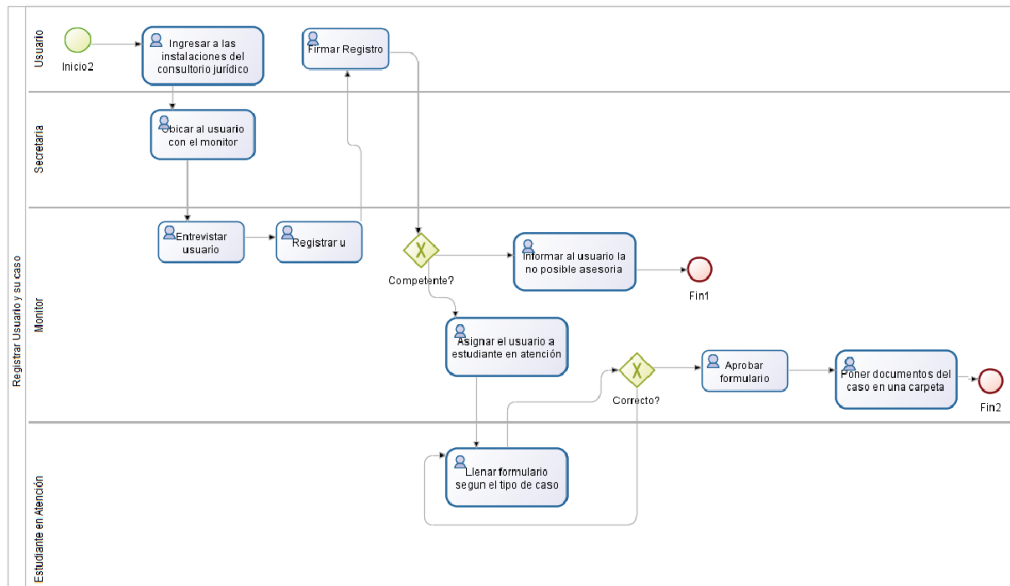 Registrar Usuario y su caso
Usuario
Inicio2
Ingresar a las
instalaciones del
consultorio jurídico
Firmar Registro
Secretaria
Ubicar al usuario
con el monitor
Monitor
Entrevistar
usuario
Registrar u
Competente?
Informar al usuario la
no posible asesoria
Fin1
Asignar el usuario a
estudiante en atención
Correcto?
Aprobar
formulario
Poner documentos del
caso en una carpeta
Fin2
Estudiante en Atención
Llenar formulario
segun el tipo de caso